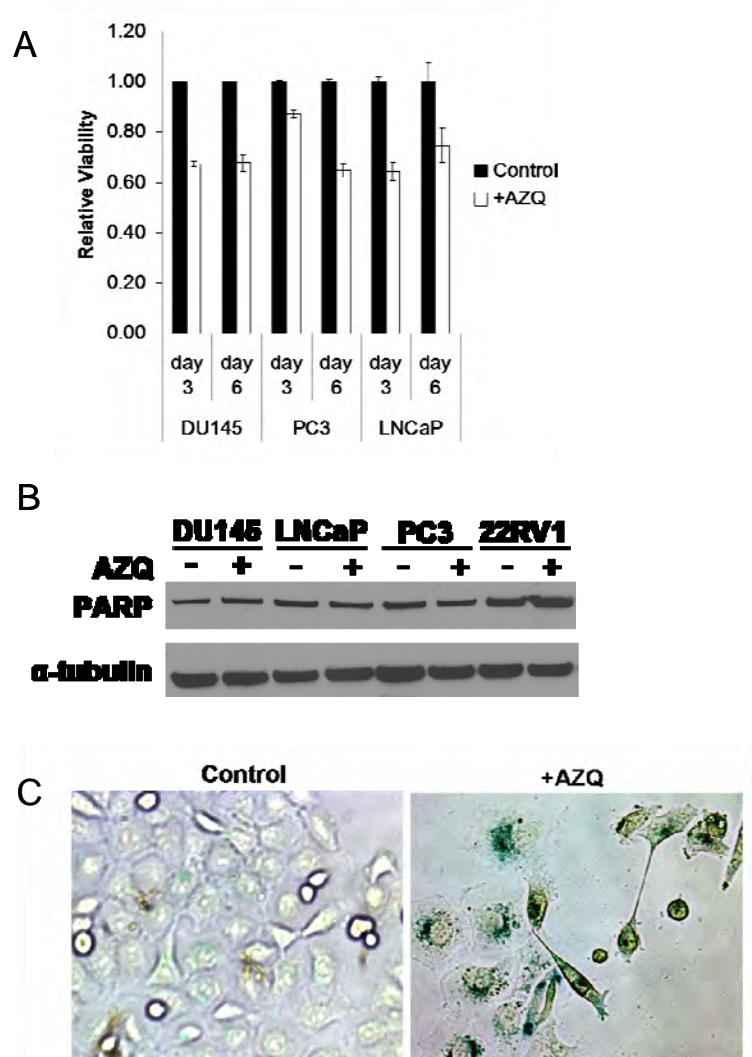 A
1.20
1.00
0.80
0.60
0.40
0.20
0.00
Relative Viability
Control
+AZQ
day 3
day 6
day 3
day 6
day 3
day 6
DU145 PC3 LNCaP
B
DU145 LNCaP PC3 22RV1
AZQ - + - + - + - +
PARP
α-tubulin
C
Control +AZQ